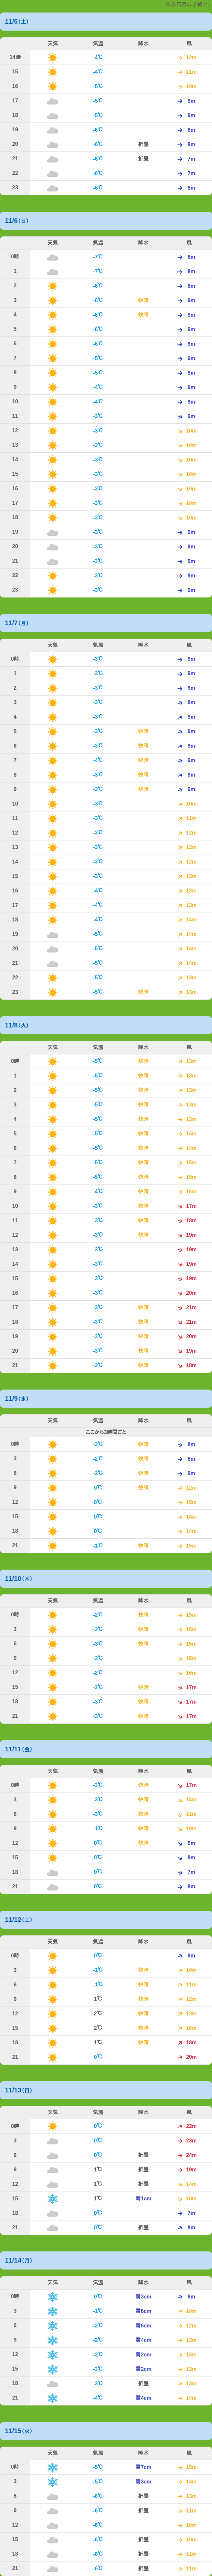 ※新百姓の予報です
11/5(土)
天気 気温 降水 風
14時 -4℃ 12m
15 -4℃ 11m
16 -5℃ 10m
17 -5℃ 9m
18 -5℃ 9m
19 -6℃ 8m
20 -6℃ 折曇 8m
21 -6℃ 折曇 7m
22 -6℃ 7m
23 -6℃ 8m
11/6(日)
天気 気温 降水 風
0時 -7℃ 8m
1 -7℃ 8m
2 -6℃ 8m
3 -6℃ 快晴 9m
4 -6℃ 快晴 9m
5 -6℃ 9m
6 -6℃ 9m
7 -5℃ 9m
8 -5℃ 9m
9 -4℃ 9m
10 -4℃ 9m
11 -3℃ 9m
12 -3℃ 10m
13 -3℃ 10m
14 -3℃ 10m
15 -3℃ 10m
16 -3℃ 10m
17 -3℃ 10m
18 -3℃ 10m
19 -3℃ 9m
20 -3℃ 9m
21 -3℃ 9m
22 -3℃ 9m
23 -3℃ 9m
11/7(月)
天気 気温 降水 風
0時 -3℃ 9m
1 -3℃ 9m
2 -3℃ 9m
3 -3℃ 8m
4 -3℃ 9m
5 -3℃ 快晴 9m
6 -3℃ 快晴 9m
7 -4℃ 快晴 9m
8 -3℃ 快晴 9m
9 -3℃ 快晴 9m
10 -3℃ 10m
11 -3℃ 11m
12 -3℃ 12m
13 -3℃ 12m
14 -3℃ 12m
15 -3℃ 13m
16 -4℃ 13m
17 -4℃ 13m
18 -4℃ 14m
19 -5℃ 14m
20 -5℃ 14m
21 -5℃ 14m
22 -5℃ 13m
23 -5℃ 快晴 13m
11/8(火)
天気 気温 降水 風
0時 -5℃ 快晴 13m
1 -5℃ 快晴 13m
2 -5℃ 快晴 13m
3 -5℃ 快晴 13m
4 -5℃ 快晴 13m
5 -5℃ 快晴 14m
6 -5℃ 快晴 14m
7 -5℃ 快晴 15m
8 -5℃ 快晴 15m
9 -4℃ 快晴 16m
10 -3℃ 快晴 17m
11 -3℃ 快晴 18m
12 -3℃ 快晴 19m
13 -3℃ 19m
14 -3℃ 19m
15 -3℃ 19m
16 -3℃ 20m
17 -3℃ 快晴 21m
18 -3℃ 快晴 21m
19 -3℃ 快晴 20m
20 -3℃ 快晴 19m
21 -2℃ 快晴 18m
11/9(水)
天気 気温 降水 風
ここから3時間ごと
0時 -2℃ 快晴 8m
3 -2℃ 快晴 8m
6 -2℃ 快晴 9m
9 0℃ 快晴 12m
12 0℃ 15m
15 0℃ 14m
18 0℃ 14m
21 -1℃ 快晴 15m
11/10(木)
天気 気温 降水 風
0時 -2℃ 快晴 15m
3 -2℃ 快晴 15m
6 -3℃ 快晴 15m
9 -2℃ 15m
12 -2℃ 16m
15 -2℃ 快晴 17m
18 -3℃ 快晴 17m
21 -3℃ 快晴 17m
11/11(金)
天気 気温 降水 風
0時 -3℃ 快晴 17m
3 -3℃ 快晴 14m
6 -3℃ 快晴 11m
9 -1℃ 快晴 10m
12 0℃ 快晴 9m
15 0℃ 8m
18 0℃ 7m
21 0℃ 8m
11/12(土)
天気 気温 降水 風
0時 0℃ 9m
3 -1℃ 快晴 10m
6 -1℃ 快晴 11m
9 1℃ 快晴 12m
12 2℃ 快晴 13m
15 2℃ 快晴 16m
18 1℃ 快晴 18m
21 0℃ 20m
11/13(日)
天気 気温 降水 風
0時 0℃ 22m
3 0℃ 23m
6 0℃ 折曇 24m
9 1℃ 折曇 19m
12 1℃ 折曇 14m
15 1℃ 雪1cm 10m
18 0℃ 7m
21 0℃ 折曇 8m
11/14(月)
天気 気温 降水 風
0時 0℃ 雪3cm 9m
3 -1℃ 雪6cm 10m
6 -2℃ 雪6cm 12m
9 -2℃ 雪4cm 13m
12 -2℃ 雪2cm 14m
15 -3℃ 雪2cm 11m
18 -3℃ 折曇 13m
21 -4℃ 雪4cm 14m
11/15(火)
天気 気温 降水 風
0時 -5℃ 雪7cm 15m
3 -5℃ 雪3cm 14m
6 -6℃ 折曇 13m
9 -6℃ 折曇 11m
12 -6℃ 10m
15 -6℃ 折曇 10m
18 -6℃ 折曇 11m
21 -6℃ 折曇 11m